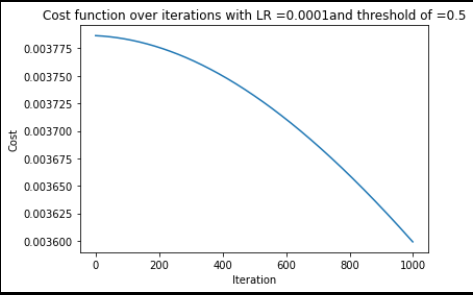 Cost function over iterations with LR =0.0001and threshold of =0.5
0.003775
0.003750
0.003725
0.003700
0.003675
0.003650
0.003625
0.003600
Cost
0 200 400 600 800 1000
Iteration